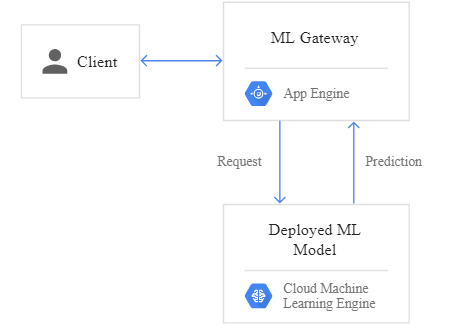 ML Gateway
Client
App Engine
Request
Prediction
Deployed ML
Model
Cloud Machine
Learning Engine